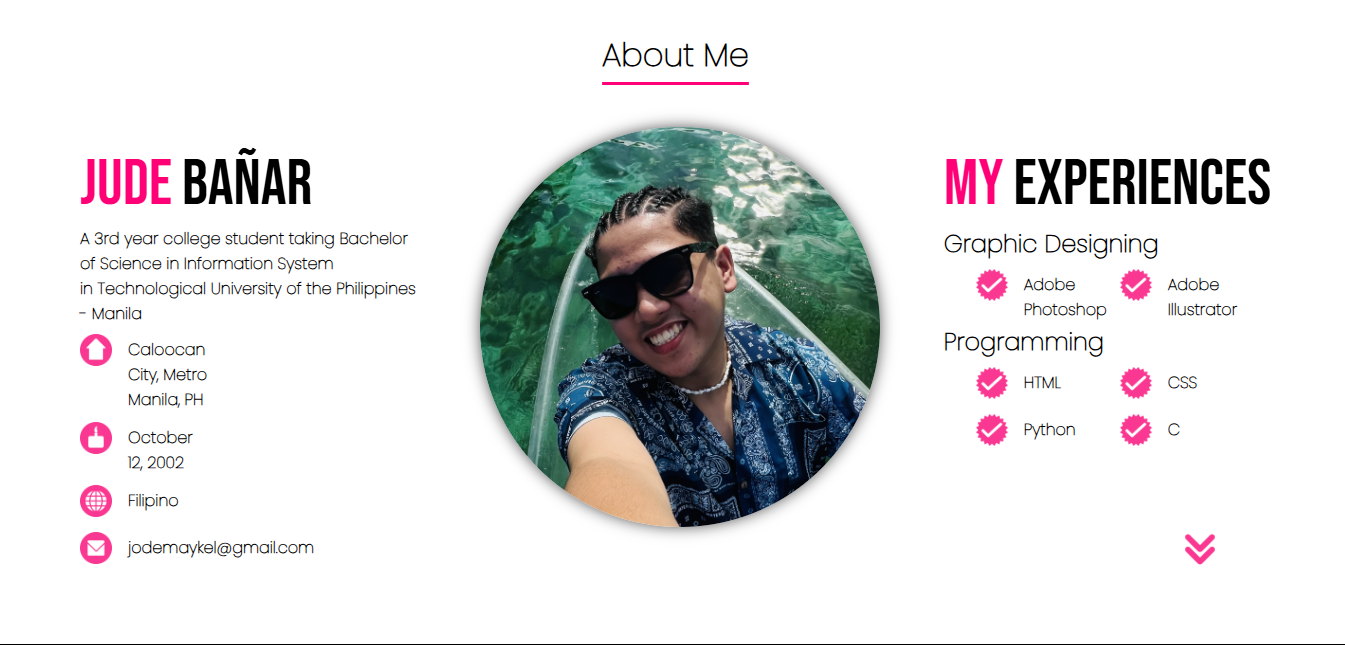 About Me
JUDE BAÑAR
A 3rd year college student taking Bachelor
of Science in Information System
in Technological University of the Philippines
- Manila
Caloocan
City, Metro
Manila, PH
October
12, 2002
Filipino
jodemaykel@gmail.com
MY EXPERIENCES
Graphic Designing
Adobe
Photoshop
Adobe
Illustrator
Programming
HTML
CSS
Python
C